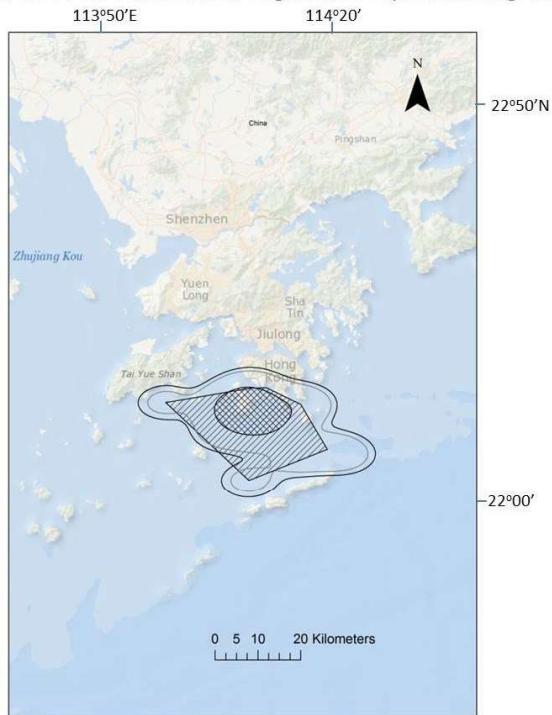 113º50’E
114º20’
N
22º50’N
China
Pingshan
Shenzhen
Zhujiang Kou
Yuen
Long
Sha
Tin
Jiulong
Tai Yue Shan
Hong
Kong
22º00’
0 5 10 20 Kilometers